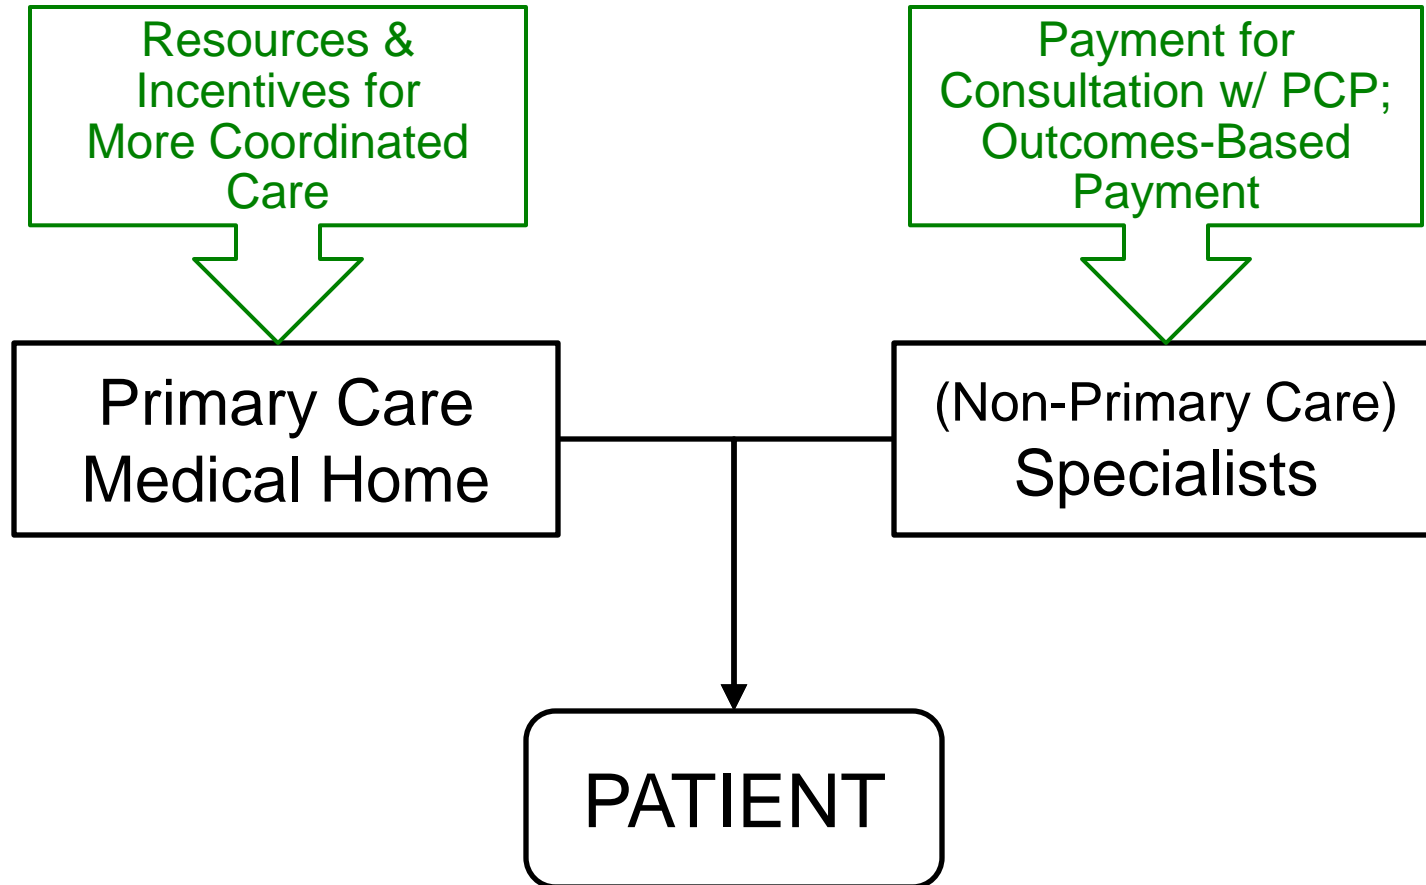 Resources &
Incentives for
More Coordinated
Care
Payment for
Consultation w/ PCP;
Outcomes-Based
Payment
Primary Care
Medical Home
(Non-Primary Care)
Specialists
PATIENT